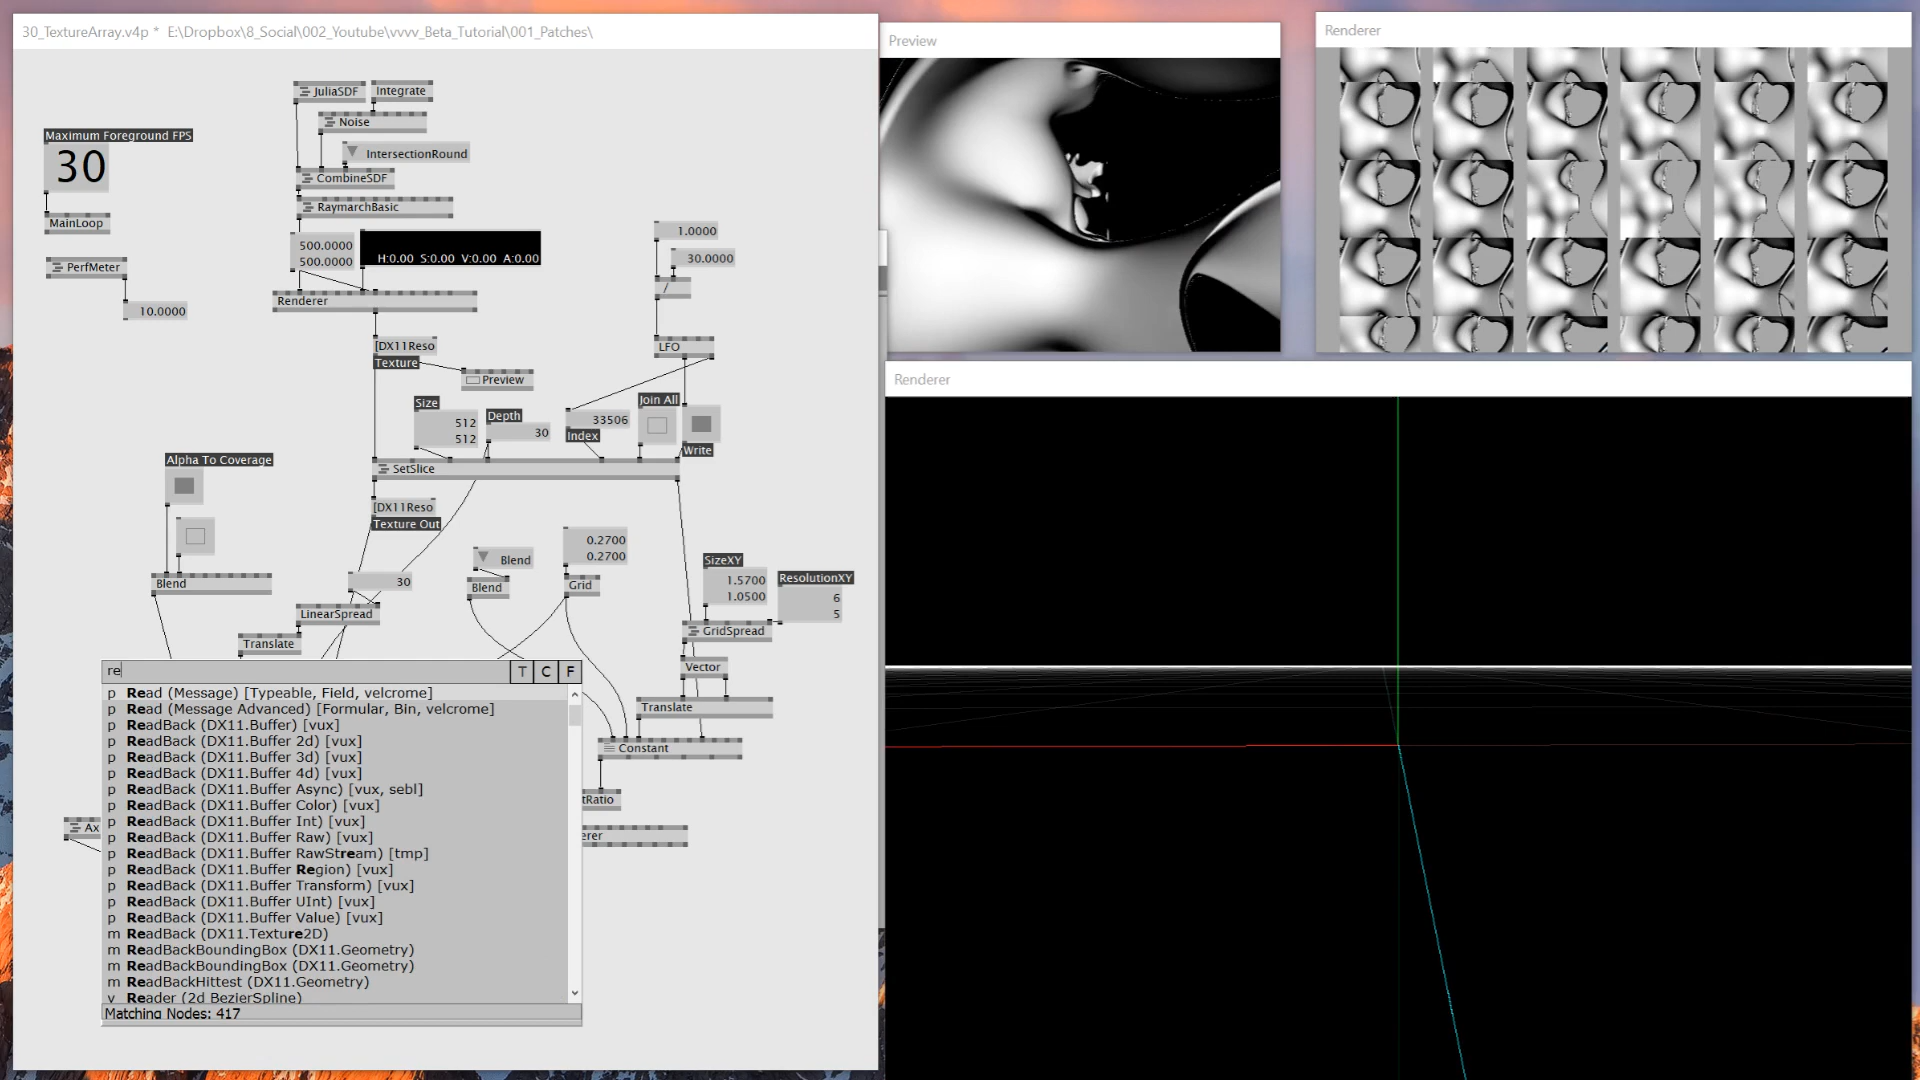 30_TextureArray.v4p *  E:\Dropbox\8_Social\002_Youtube\vvvv_Beta_Tutorial\001_Patches\
Preview
Renderer
JuliaSDF
Integrate
Noise
Maximum Foreground FPS
30
IntersectionRound
CombineSDF
RaymarchBasic
MainLoop
1.0000
500.0000
500.0000
H:0.00 S:0.00 V:0.00 A:0.00
30.0000
PerfMeter
/
Renderer
10.0000
[DX11Reso
Texture
LFO
Preview
Renderer
Size
512
512
Depth
30
33506
Index
Join All
Write
Alpha To Coverage
SetSlice
[DX11Reso
Texture Out
0.2700
0.2700
Blend
SizeXY
1.5700
1.0500
ResolutionXY
6
5
Blend
30
Blend
Grid
LinearSpread
GridSpread
Translate
Vector
re
T
C
F
Translate
Constant
tRatio
Ax
erer
p Read (Message) [Typeable, Field, velcrome]
p Read (Message Advanced) [Formular, Bin, velcrome]
p ReadBack (DX11.Buffer) [vux]
p ReadBack (DX11.Buffer 2d) [vux]
p ReadBack (DX11.Buffer 3d) [vux]
p ReadBack (DX11.Buffer 4d) [vux]
p ReadBack (DX11.Buffer Async) [vux, sebl]
p ReadBack (DX11.Buffer Color) [vux]
p ReadBack (DX11.Buffer Int) [vux]
p ReadBack (DX11.Buffer Raw) [vux]
p ReadBack (DX11.Buffer RawStream) [tmp]
p ReadBack (DX11.Buffer Region) [vux]
p ReadBack (DX11.Buffer Transform) [vux]
p ReadBack (DX11.Buffer UInt) [vux]
p ReadBack (DX11.Buffer Value) [vux]
m ReadBack (DX11.Texture2D)
m ReadBackBoundingBox (DX11.Geometry)
m ReadBackBoundingBox (DX11.Geometry)
m ReadBackHittest (DX11.Geometry)
v Reader (2d BezierSpline)
Matching Nodes: 417